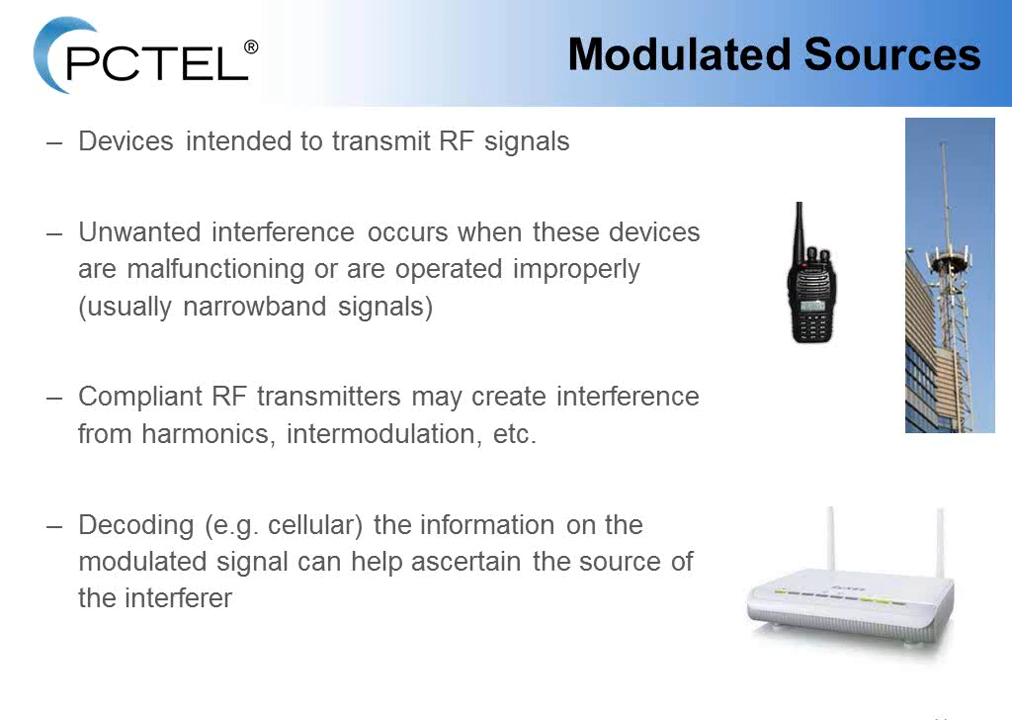 PCTEL®
Modulated Sources
– Devices intended to transmit RF signals
– Unwanted interference occurs when these devices
are malfunctioning or are operated improperly
(usually narrowband signals)
– Compliant RF transmitters may create interference
from harmonics, intermodulation, etc.
– Decoding (e.g. cellular) the information on the
modulated signal can help ascertain the source of
the interferer